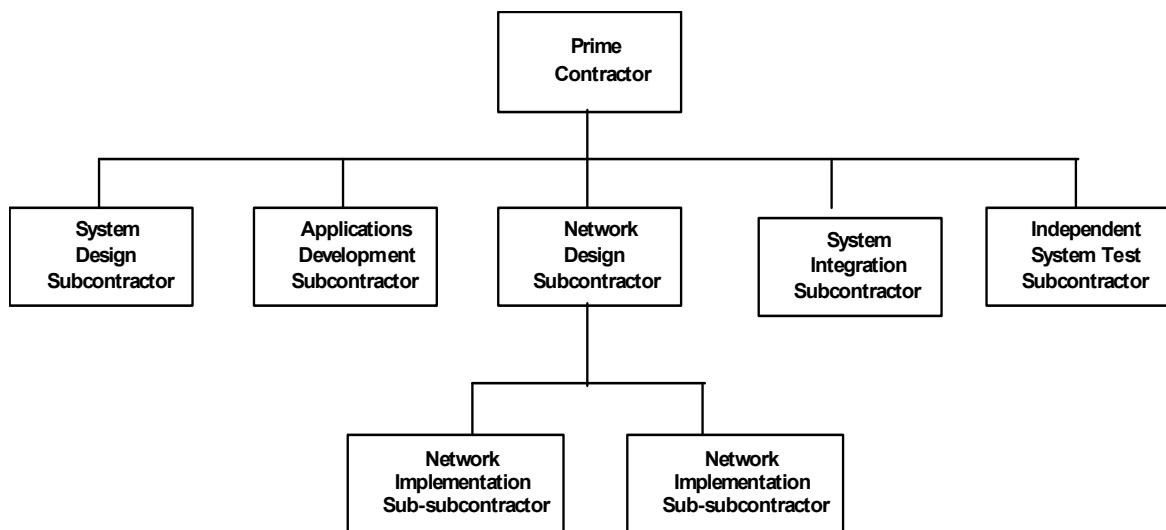 Prime
Contractor
System
Design
Subcontractor
Applications
Development
Subcontractor
Network
Design
Subcontractor
System
Integration
Subcontractor
Independent
System Test
Subcontractor
Network
Implementation
Sub-subcontractor
Network
Implementation
Sub-subcontractor